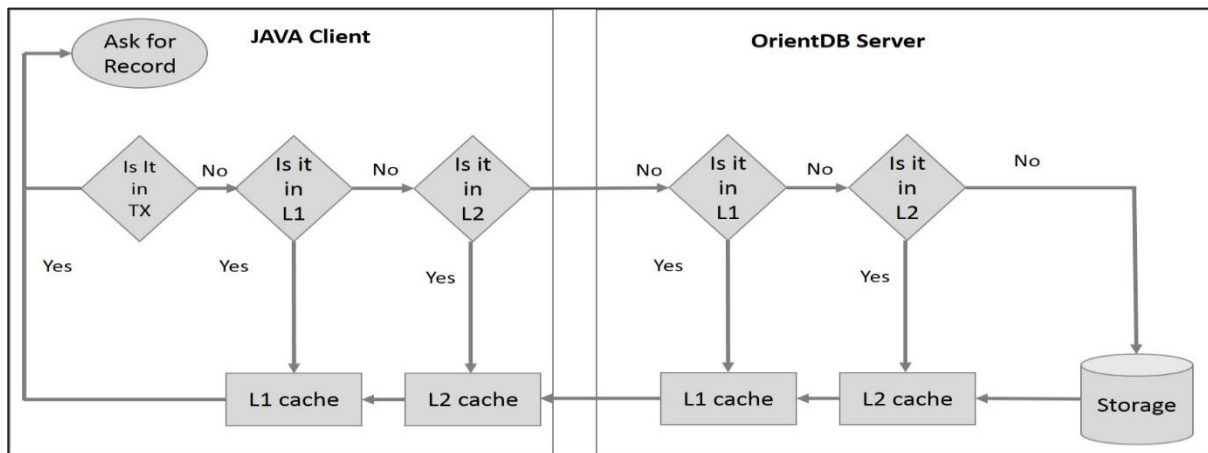 JAVA Client
OrientDB Server
Ask for
Record
Is It
in
TX
No
Is it
in
L1
No
Is it
in
L2
No
Is it
in
L1
No
Is it
in
L2
No
Yes
Yes
Yes
Yes
Yes
L1 cache
L2 cache
L1 cache
L2 cache
Storage